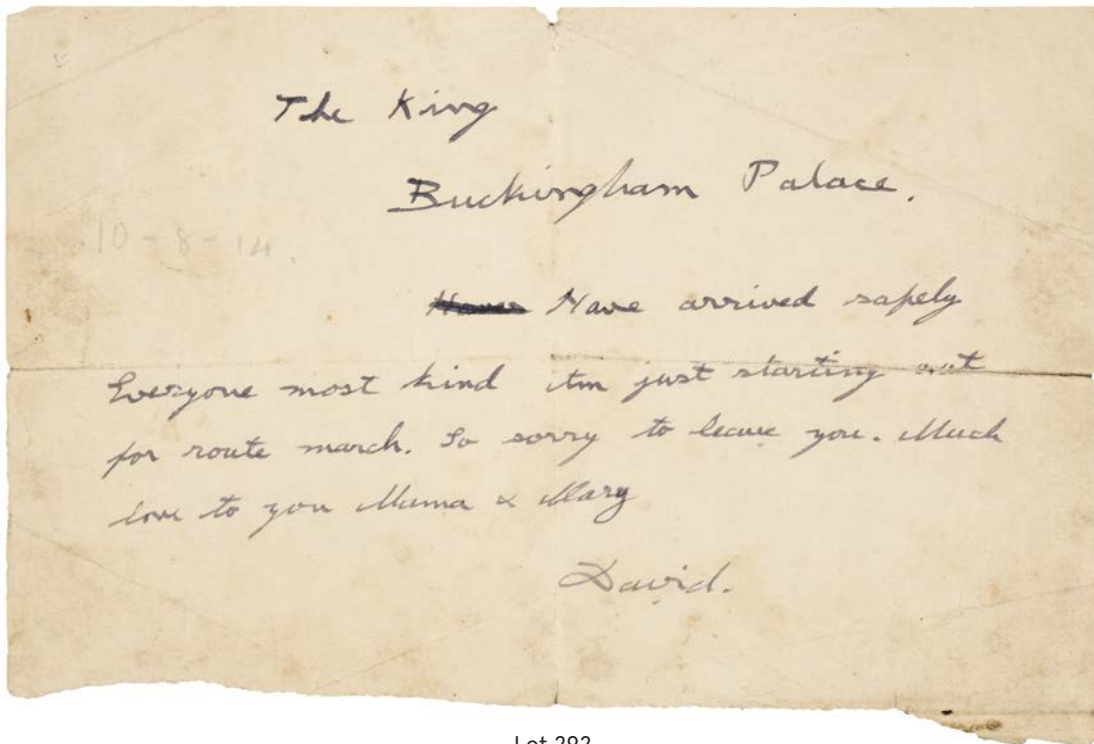 The King
Buckingham Palace.
10-8-14.
Have arrived safely
Everyone most kind am just starting out
for route march. So sorry to leave you. Much
love to you Mama & Mary
David.
Lot 292